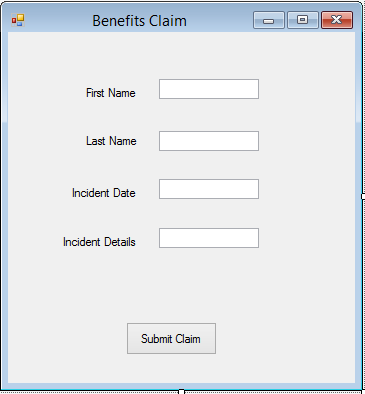 Benefits Claim
First Name
Last Name
Incident Date
Incident Details
Submit Claim